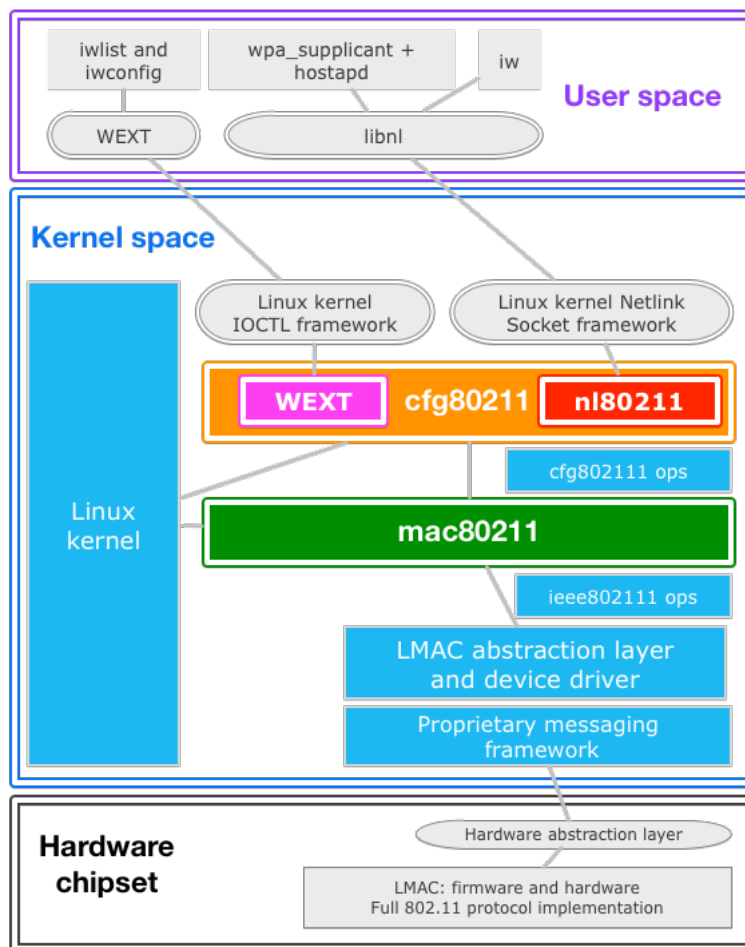 iwlist and
iwconfig
wpa_supplicant +
hostapd
iw
User space
WEXT
libnl
Kernel space
Linux kernel
IOCTL framework
Linux kernel Netlink
Socket framework
WEXT
cfg80211
nl80211
cfg802111 ops
Linux
kernel
mac80211
ieee802111 ops
LMAC abstraction layer
and device driver
Proprietary messaging
framework
Hardware
chipset
Hardware abstraction layer
LMAC: firmware and hardware
Full 802.11 protocol implementation